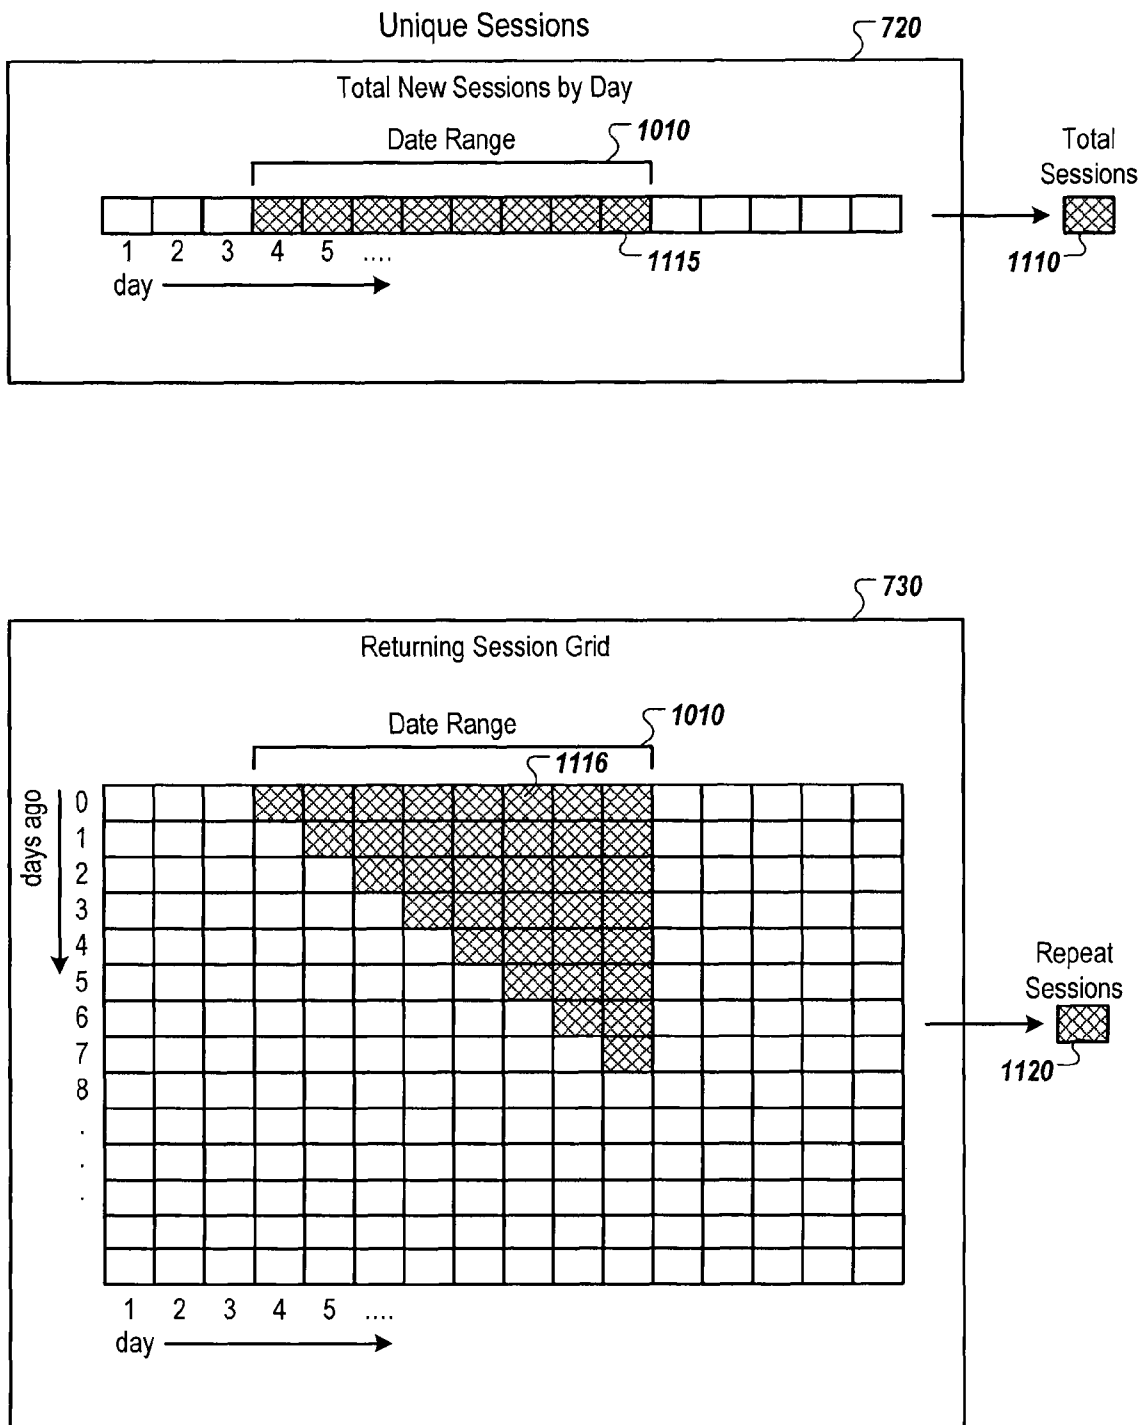 Unique Sessions
720
Total New Sessions by Day
Date Range
1010
Total
Sessions
1 2 3 4 5 ....
1115
1110
day
730
Returning Session Grid
Date Range
1010
1116
days ago
0
1
2
3
4
5
6
7
8
.
.
.
Repeat
Sessions
1120
1 2 3 4 5 ....
day